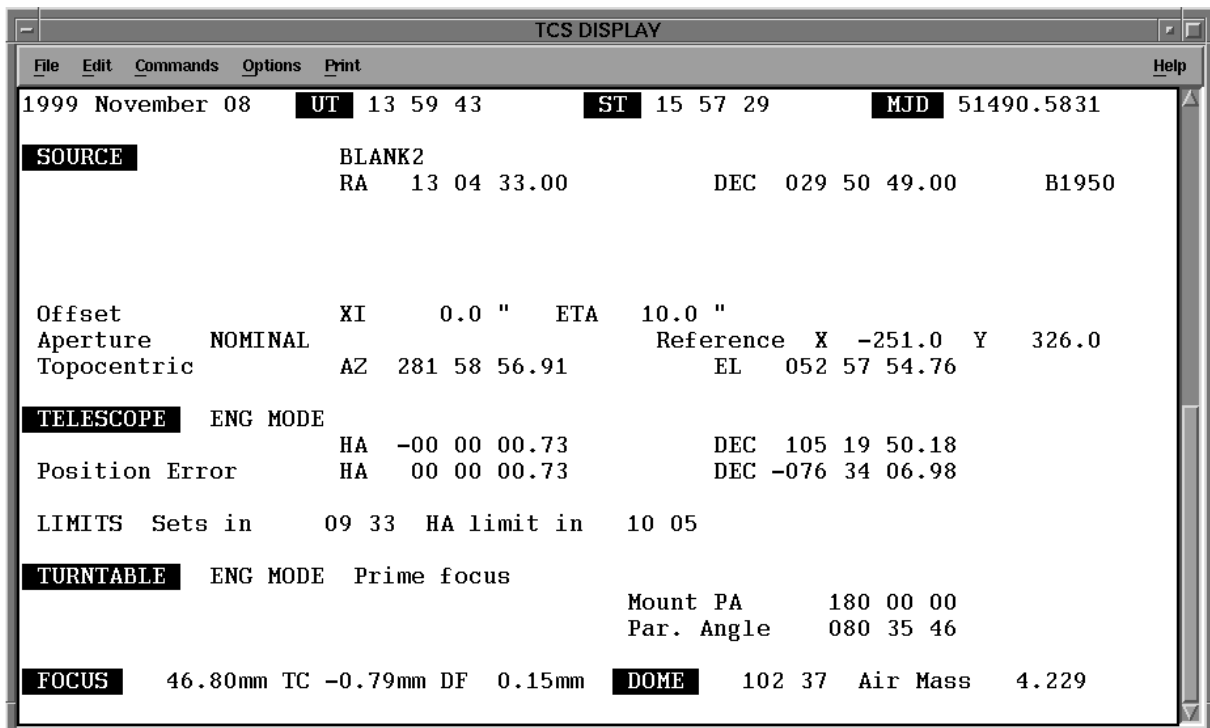 TCS DISPLAY
File Edit Commands Options Print Help
1999 November 08 UT 13 59 43 ST 15 57 29 MJD 51490.5831
SOURCE BLANK2
RA 13 04 33.00 DEC 029 50 49.00 B1950
Offset XI 0.0 " ETA 10.0 "
Aperture NOMINAL Reference X -251.0 Y 326.0
Topocentric AZ 281 58 56.91 EL 052 57 54.76
TELESCOPE ENG MODE
HA -00 00 00.73 DEC 105 19 50.18
Position Error HA 00 00 00.73 DEC -076 34 06.98
LIMITS Sets in 09 33 HA limit in 10 05
TURNTABLE ENG MODE Prime focus
Mount PA 180 00 00
Par. Angle 080 35 46
FOCUS 46.80mm TC -0.79mm DF 0.15mm DOME 102 37 Air Mass 4.229